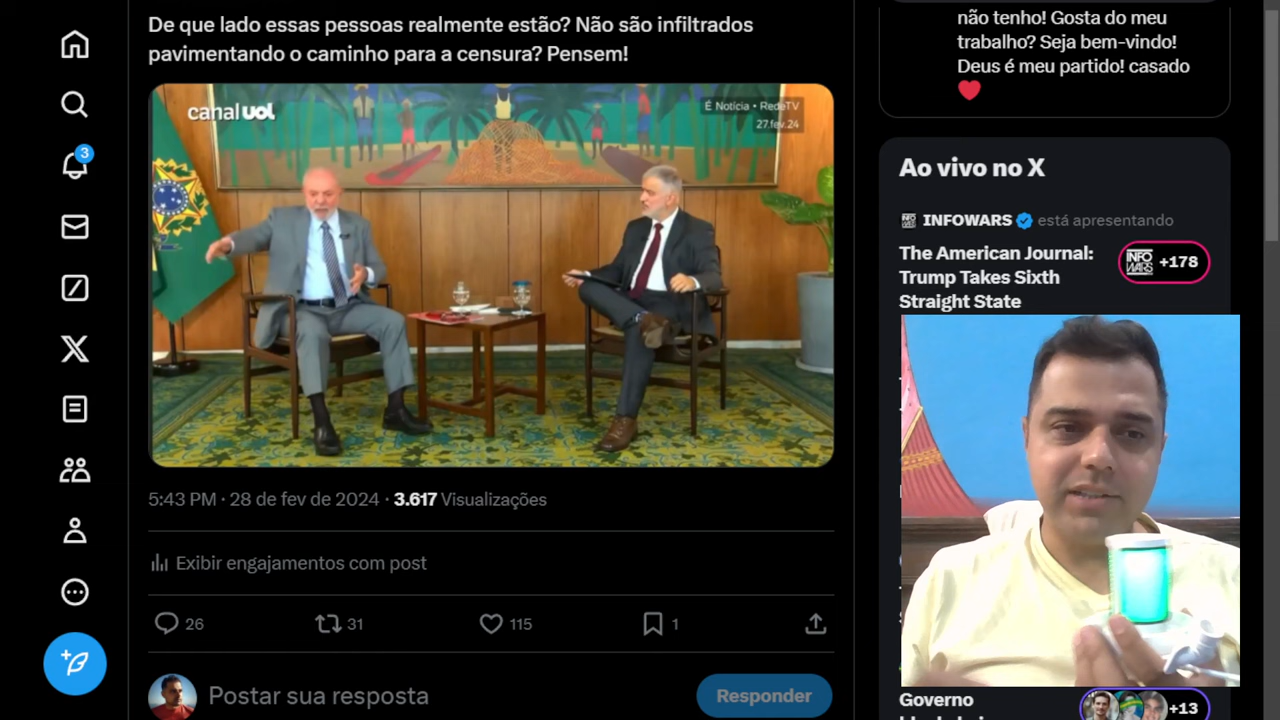 De que lado essas pessoas realmente estão? Não são infiltrados
pavimentando o caminho para a censura? Pensem!
canal uol
É Notícia • RedeTV
27.fev.24
5:43 PM · 28 de fev de 2024 · 3.617 Visualizações
Exibir engajamentos com post
26
31
115
1
Postar sua resposta
Responder
3
não tenho! Gosta do meu
trabalho? Seja bem-vindo!
Deus é meu partido! casado
Ao vivo no X
INFO WARS
INFOWARS está apresentando
The American Journal:
Trump Takes Sixth
Straight State
INFO WARS
+178
Governo
+13